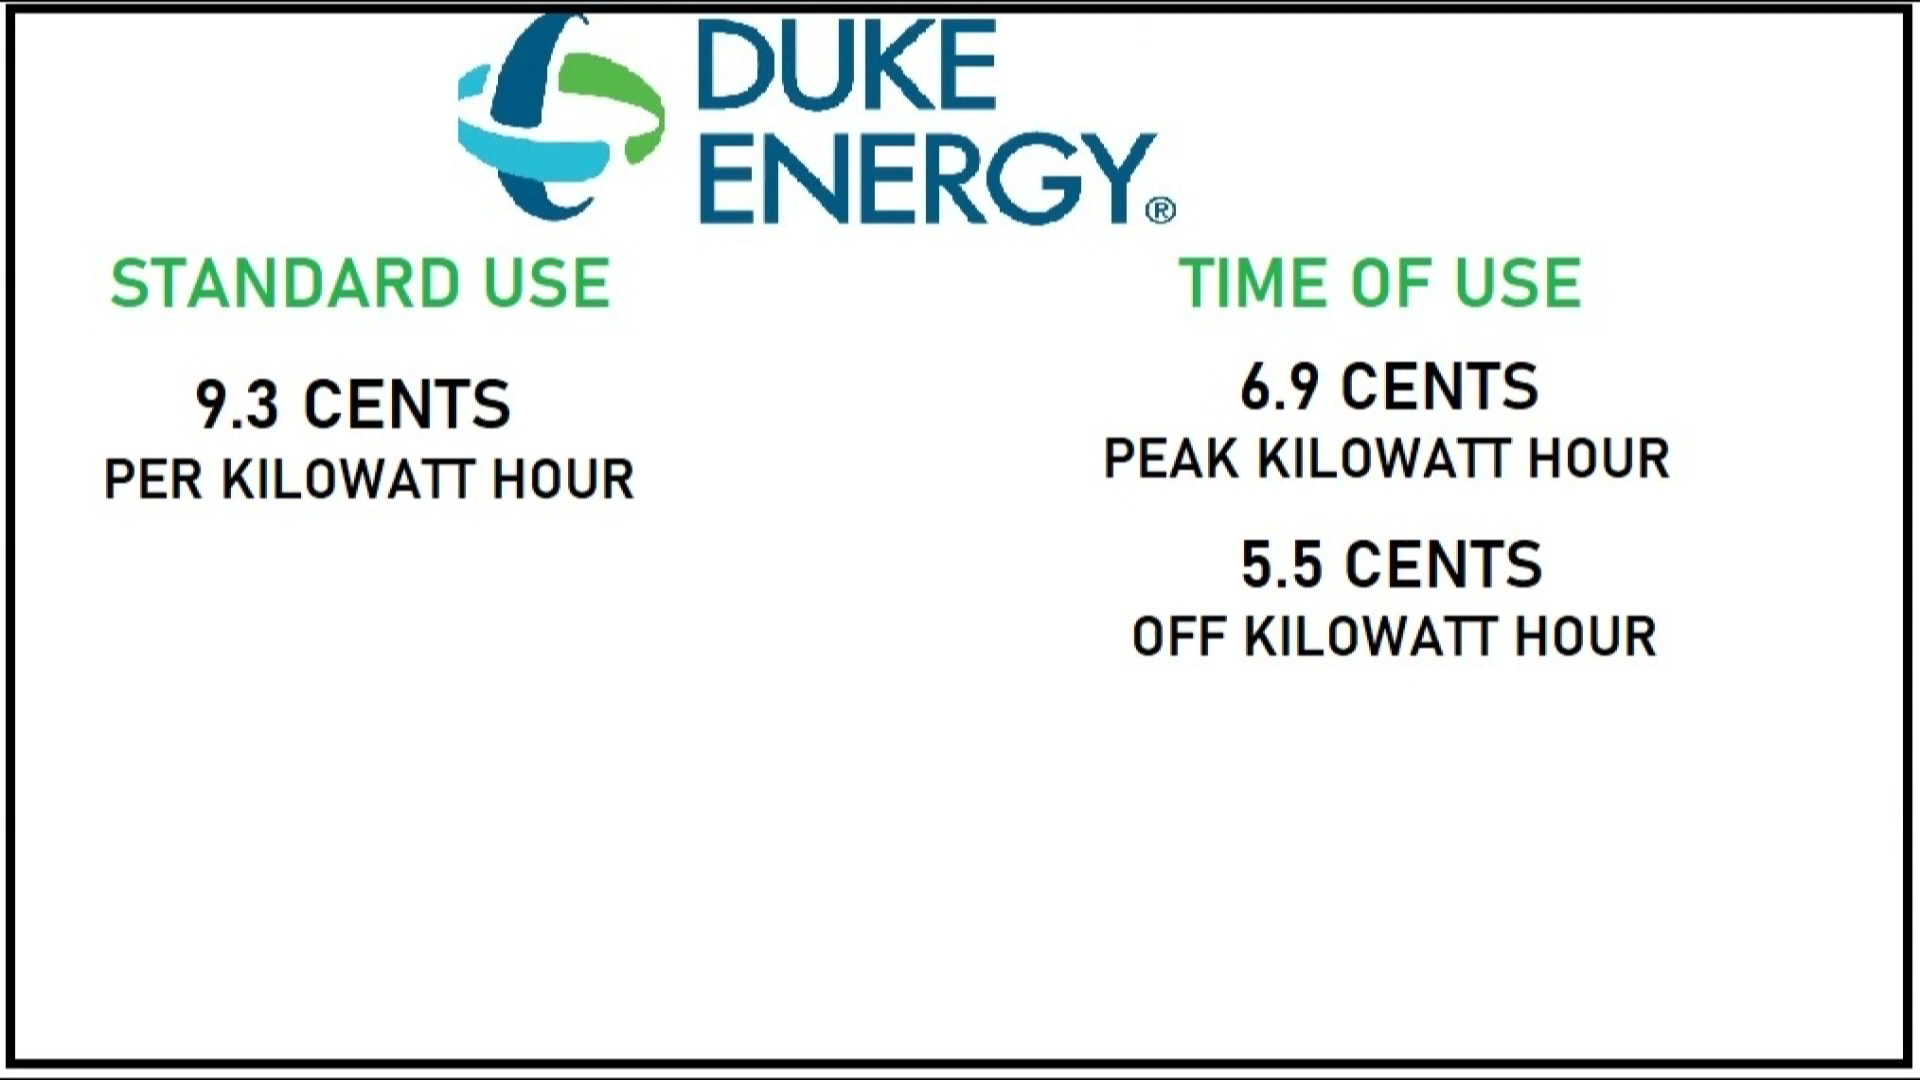 DUKE
ENERGY®
STANDARD USE
9.3 CENTS
PER KILOWATT HOUR
TIME OF USE
6.9 CENTS
PEAK KILOWATT HOUR
5.5 CENTS
OFF KILOWATT HOUR